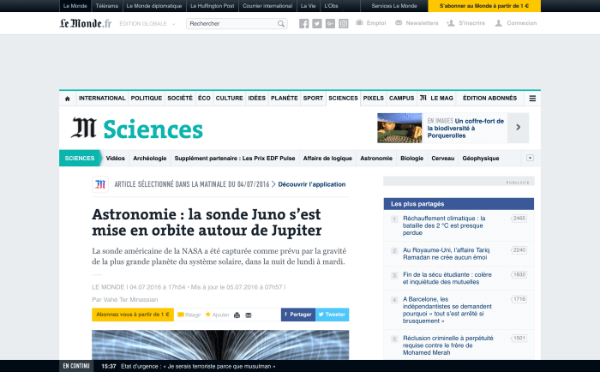 Le Monde Télérama Le Monde diplomatique Le Huffington Post Courrier international La Vie L'Obs Services Le Monde S'abonner au Monde à partir de 1 €
Le Monde.fr ÉDITION GLOBALE Rechercher Emploi Newsletters S'inscrire Connexion
INTERNATIONAL POLITIQUE SOCIÉTÉ ÉCO CULTURE IDÉES PLANÈTE SPORT SCIENCES PIXELS CAMPUS LE MAG ÉDITION ABONNÉS
M Sciences
EN IMAGES Un coffre-fort de
la biodiversité à
Porquerolles
SCIENCES Vidéos Archéologie Supplément partenaire : Les Prix EDF Pulse Affaire de logique Astronomie Biologie Cerveau Géophysique
ARTICLE SÉLECTIONNÉ DANS LA MATINALE DU 04/07/2016 > Découvrir l'application
Astronomie : la sonde Juno s'est
mise en orbite autour de Jupiter
La sonde américaine de la NASA a été capturée comme prévu par la gravité
de la plus grande planète du système solaire, dans la nuit de lundi à mardi.
LE MONDE | 04.07.2016 à 17h04 • Mis à jour le 05.07.2016 à 07h57 |
Par Vahé Ter Minassian
Abonnez vous à partir de 1 € Réagir Ajouter Partager Tweeter
PUBLICITÉ
Les plus partagés
1 Réchauffement climatique : la
bataille des 2 °C est presque
perdue
2 Au Royaume-Uni, l'affaire Tariq
Ramadan ne crée aucun émoi
3 Fin de la sécu étudiante : colère
et inquiétude des mutuelles
4 A Barcelone, les
indépendantistes se demandent
pourquoi « tout s'est arrêté si
brusquement »
5 Réclusion criminelle à perpétuité
requise contre le frère de
Mohamed Merah
EN CONTINU 15:37 Etat d'urgence : « Je serais terroriste parce que musulman »